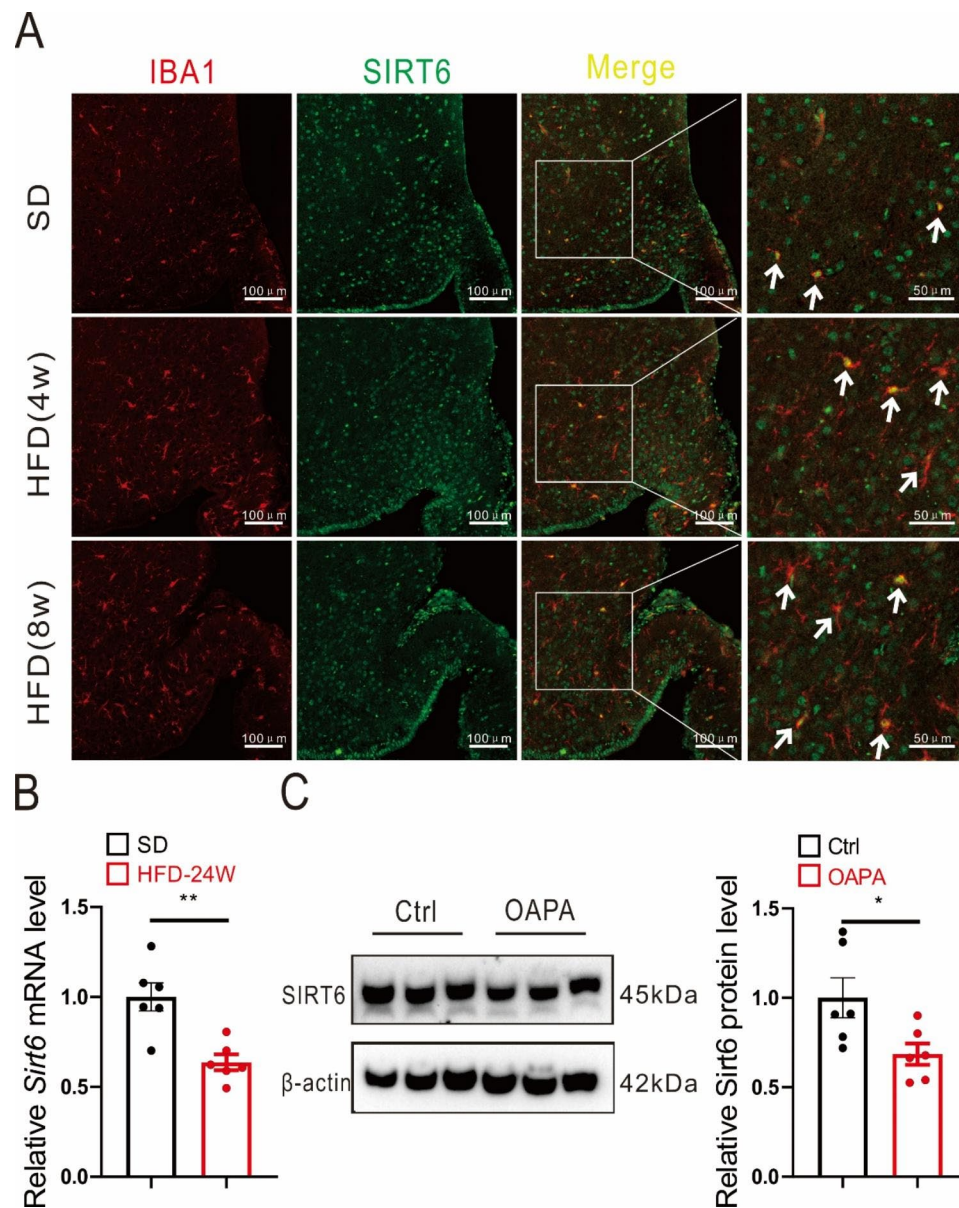 A
IBA1 SIRT6 Merge
SD
100 μm 100 μm 100 μm 50 μm
HFD(4w)
100 μm 100 μm 100 μm 50 μm
HFD(8w)
100 μm 100 μm 100 μm 50 μm
B
SD
HFD-24W
Relative Sirt6 mRNA level
**
1.5
1.0
0.5
0.0
C
Ctrl OAPA
SIRT6 45kDa
β-actin 42kDa
Ctrl
OAPA
Relative Sirt6 protein level
*
1.5
1.0
0.5
0.0